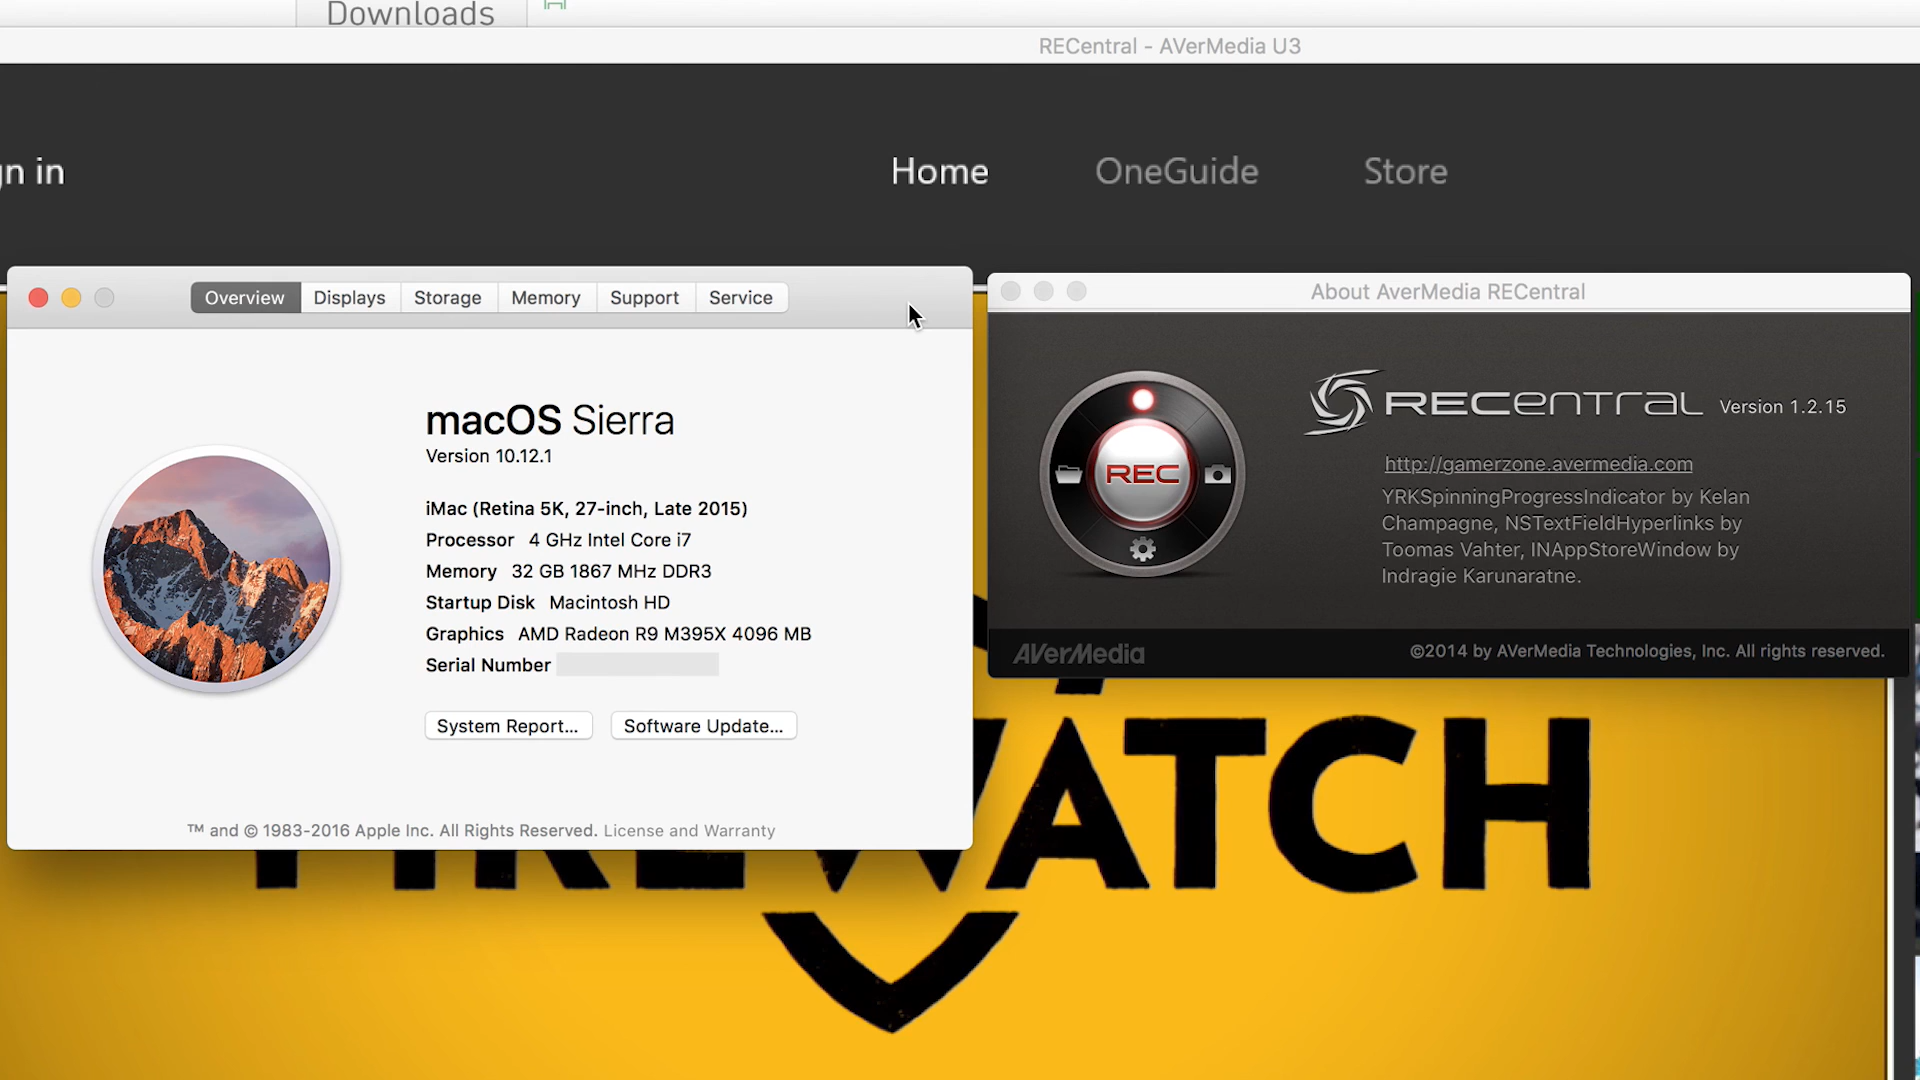 Downloads
RECentral - AVerMedia U3
gn in
Home
OneGuide
Store
Overview
Displays
Storage
Memory
Support
Service
macOS Sierra
Version 10.12.1
iMac (Retina 5K, 27-inch, Late 2015)
Processor 4 GHz Intel Core i7
Memory 32 GB 1867 MHz DDR3
Startup Disk Macintosh HD
Graphics AMD Radeon R9 M395X 4096 MB
Serial Number
System Report...
Software Update...
™ and © 1983-2016 Apple Inc. All Rights Reserved. License and Warranty
About AverMedia RECentral
REC
RECentral Version 1.2.15
http://gamerzone.avermedia.com
YRKSpinningProgressIndicator by Kelan
Champagne, NSTextFieldHyperlinks by
Toomas Vahter, INAppStoreWindow by
Indragie Karunaratne.
AVerMedia
©2014 by AVerMedia Technologies, Inc. All rights reserved.
FIREWATCH